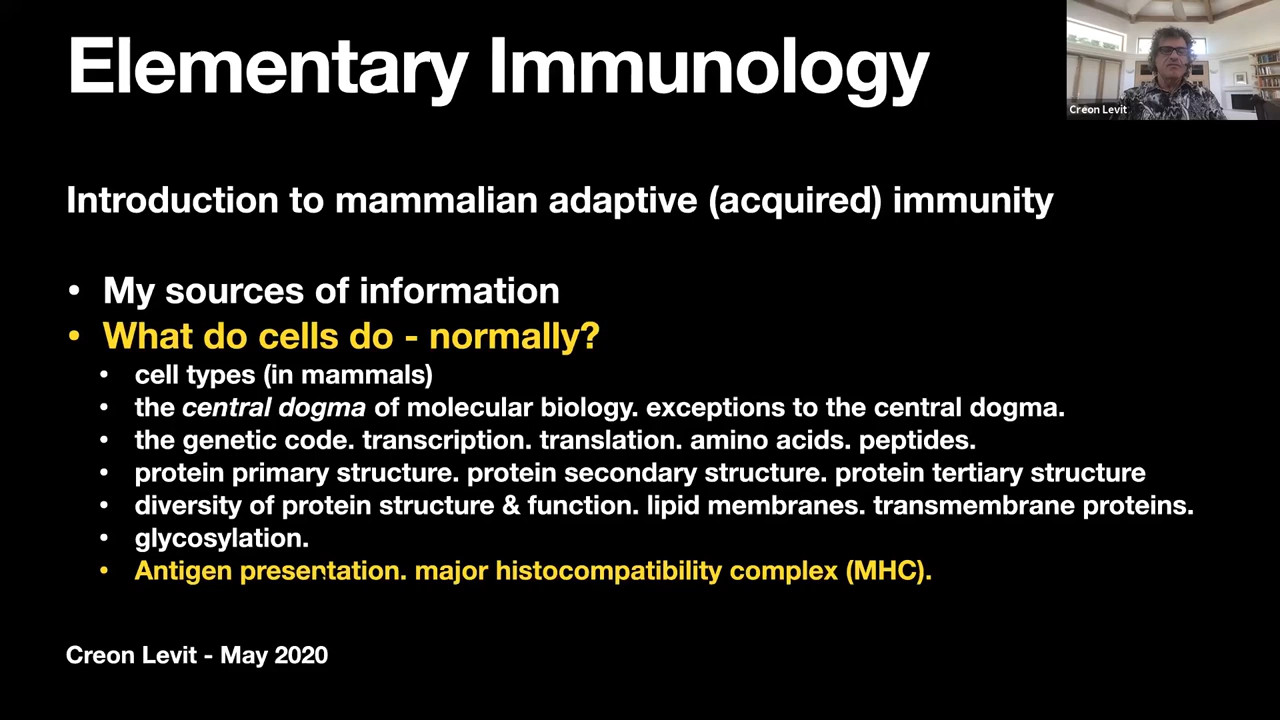 Elementary Immunology
Creon Levit
Introduction to mammalian adaptive (acquired) immunity
• My sources of information
• What do cells do - normally?
• cell types (in mammals)
• the central dogma of molecular biology. exceptions to the central dogma.
• the genetic code. transcription. translation. amino acids. peptides.
• protein primary structure. protein secondary structure. protein tertiary structure
• diversity of protein structure & function. lipid membranes. transmembrane proteins.
• glycosylation.
• Antigen presentation. major histocompatibility complex (MHC).
Creon Levit - May 2020